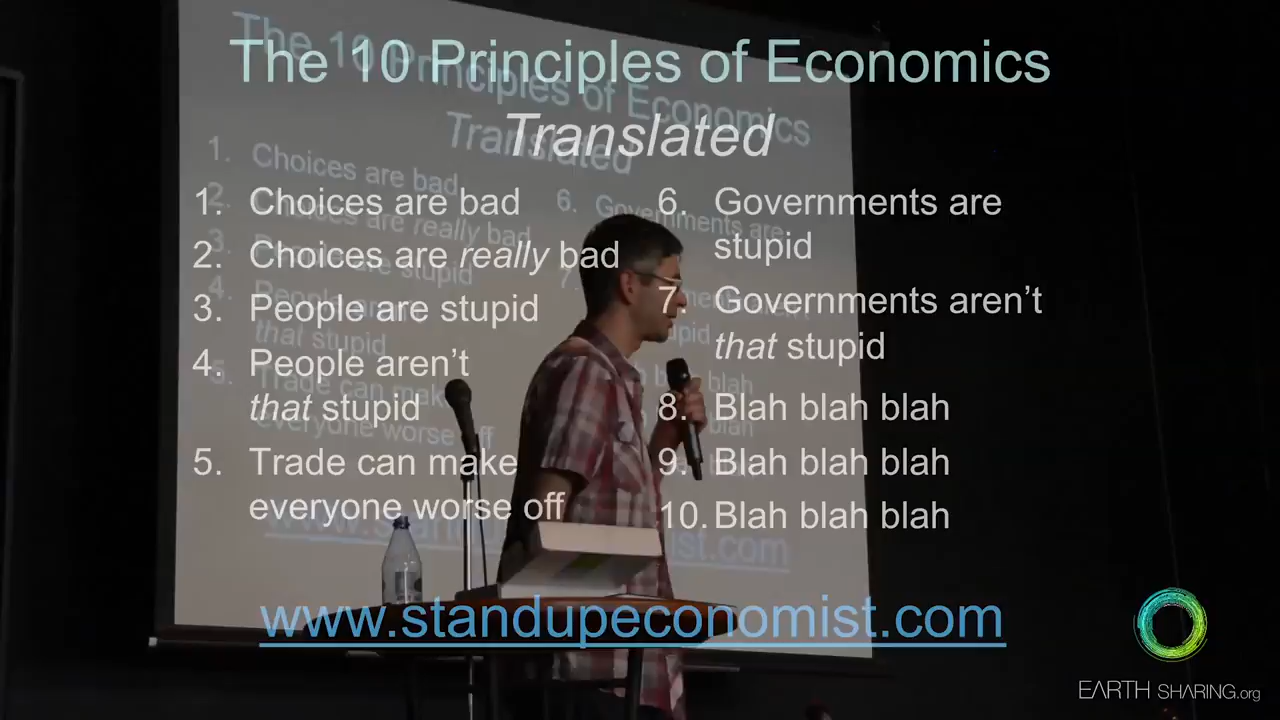 The 10 Principles of Economics
Translated
1. Choices are bad
2. Choices are really bad
3. People are stupid
4. People aren't
that stupid
5. Trade can make
everyone worse off
6. Governments are
stupid
7. Governments aren't
that stupid
8. Blah blah blah
9. Blah blah blah
10. Blah blah blah
www.standupeconomist.com
EARTH SHARING.org